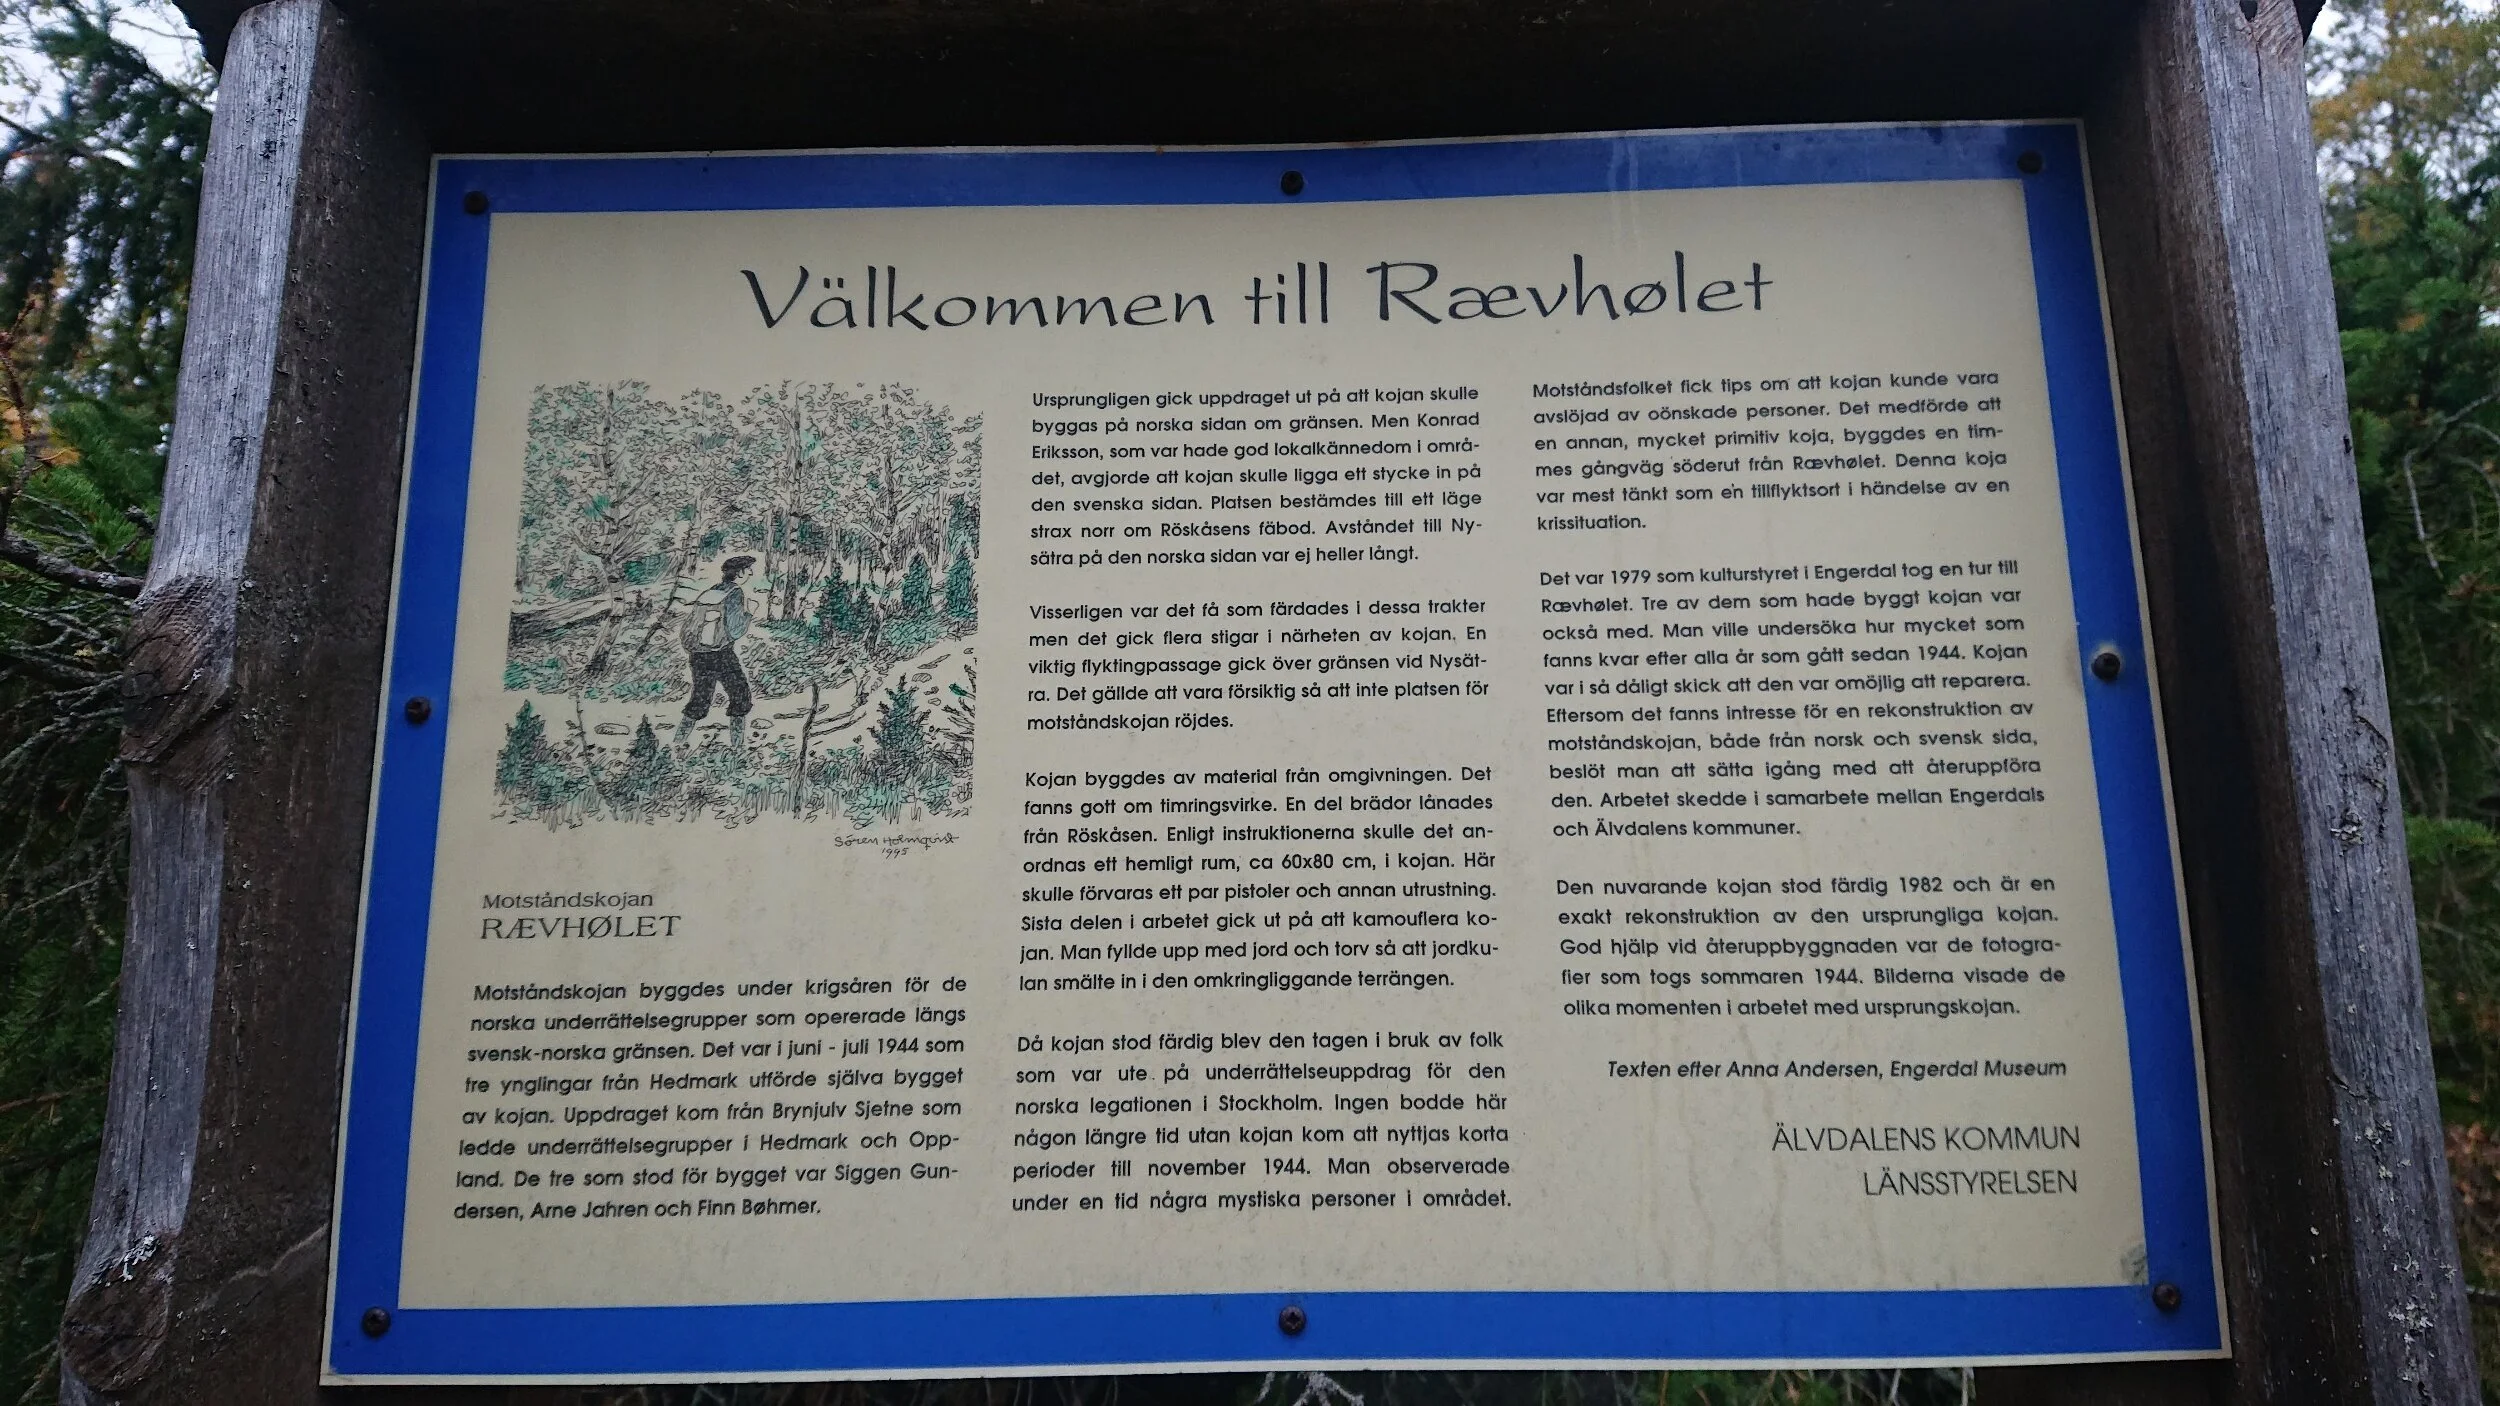 Välkommen till Rævhølet
Sören Holmqvist
1995
Motståndskojan
RÆVHØLET
Motståndskojan byggdes under krigsåren för de
norska underrättelsegrupper som opererade längs
svensk-norska gränsen. Det var i juni - juli 1944 som
tre ynglingar från Hedmark utförde själva bygget
av kojan. Uppdraget kom från Brynjulv Sjetne som
ledde underrättelsegrupper i Hedmark och Opp-
land. De tre som stod för bygget var Siggen Gun-
dersen, Arne Jahren och Finn Bøhmer.
Ursprungligen gick uppdraget ut på att kojan skulle
byggas på norska sidan om gränsen. Men Konrad
Eriksson, som var hade god lokalkännedom i områ-
det, avgjorde att kojan skulle ligga ett stycke in på
den svenska sidan. Platsen bestämdes till ett läge
strax norr om Röskåsens fäbod. Avståndet till Ny-
sätra på den norska sidan var ej heller långt.
Visserligen var det få som färdades i dessa trakter
men det gick flera stigar i närheten av kojan. En
viktig flyktingpassage gick över gränsen vid Nysät-
ra. Det gällde att vara försiktig så att inte platsen för
motståndskojan röjdes.
Kojan byggdes av material från omgivningen. Det
fanns gott om timringsvirke. En del brädor lånades
från Röskåsen. Enligt instruktionerna skulle det an-
ordnas ett hemligt rum, ca 60x80 cm, i kojan. Här
skulle förvaras ett par pistoler och annan utrustning.
Sista delen i arbetet gick ut på att kamouflera ko-
jan. Man fyllde upp med jord och torv så att jordku-
lan smälte in i den omkringliggande terrängen.
Då kojan stod färdig blev den tagen i bruk av folk
som var ute på underrättelseuppdrag för den
norska legationen i Stockholm. Ingen bodde här
någon längre tid utan kojan kom att nyttjas korta
perioder till november 1944. Man observerade
under en tid några mystiska personer i området.
Motståndsfolket fick tips om att kojan kunde vara
avslöjad av oönskade personer. Det medförde att
en annan, mycket primitiv koja, byggdes en tim-
mes gångväg söderut från Rævhølet. Denna koja
var mest tänkt som en tillflyktsort i händelse av en
krissituation.
Det var 1979 som kulturstyret i Engerdal tog en tur till
Rævhølet. Tre av dem som hade byggt kojan var
också med. Man ville undersöka hur mycket som
fanns kvar efter alla år som gått sedan 1944. Kojan
var i så dåligt skick att den var omöjlig att reparera.
Eftersom det fanns intresse för en rekonstruktion av
motståndskojan, både från norsk och svensk sida,
beslöt man att sätta igång med att återuppföra
den. Arbetet skedde i samarbete mellan Engerdals
och Älvdalens kommuner.
Den nuvarande kojan stod färdig 1982 och är en
exakt rekonstruktion av den ursprungliga kojan.
God hjälp vid återuppbyggnaden var de fotogra-
fier som togs sommaren 1944. Bilderna visade de
olika momenten i arbetet med ursprungskojan.
Texten efter Anna Andersen, Engerdal Museum
ÄLVDALENS KOMMUN
LÄNSSTYRELSEN